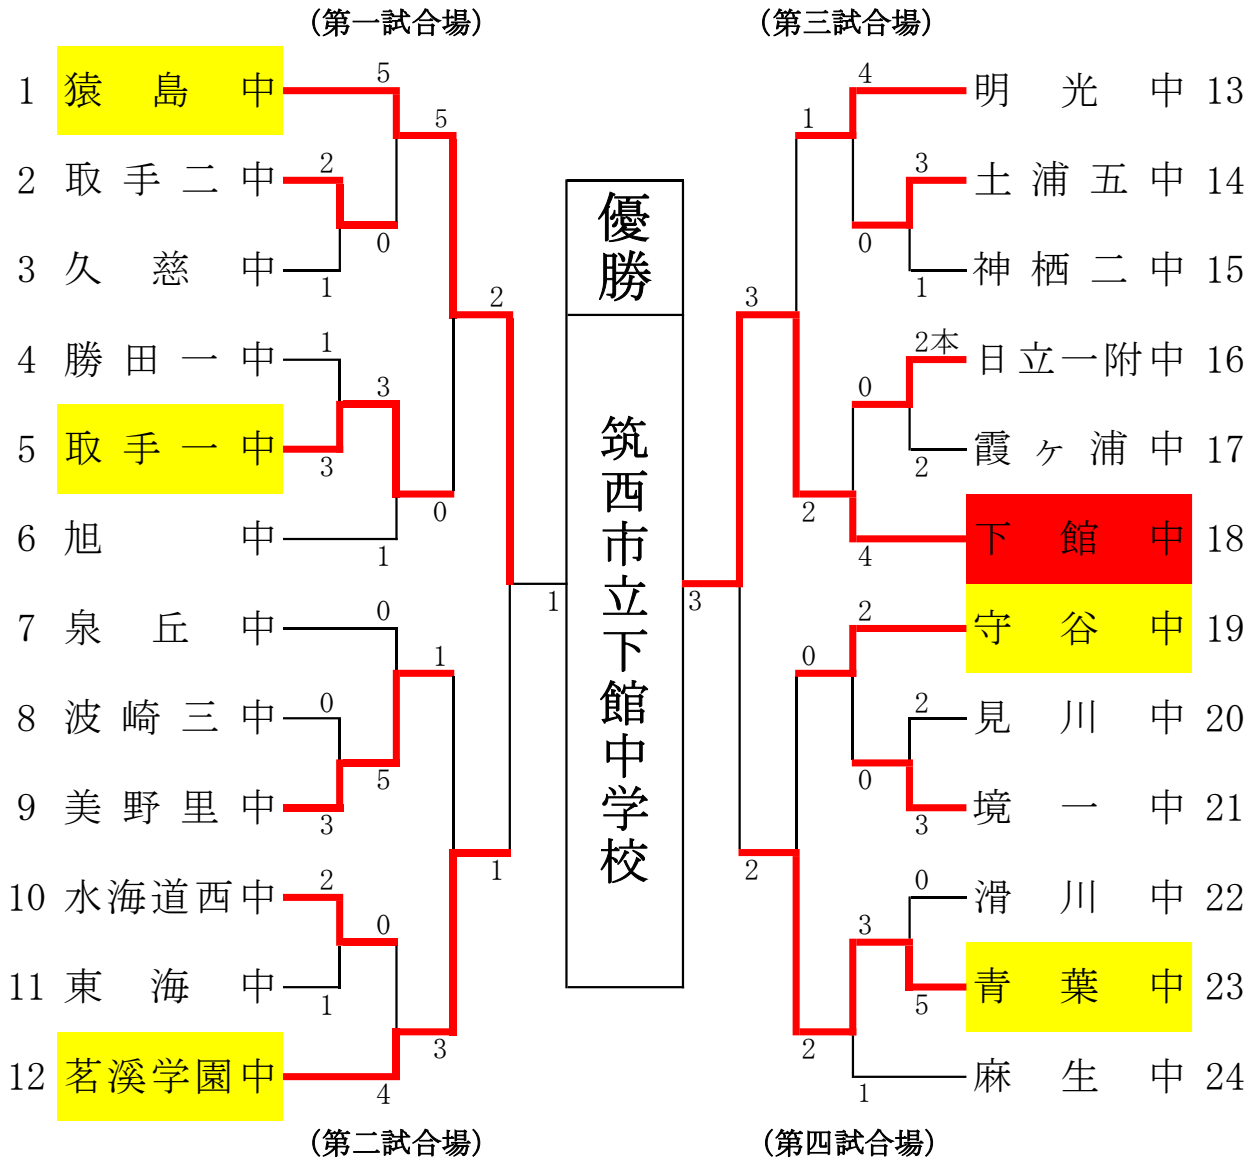 (第一試合場)
1 猿島中 5
5
2 取手二中 2
0
3 久慈中 1
2
4 勝田一中 1
3
5 取手一中 3
0
6 旭中 1
1
7 泉丘中 0
1
8 波崎三中 0
5
9 美野里中 3
1
10 水海道西中 2
0
11 東海中 1
3
12 茗溪学園中 4
(第二試合場)
優勝
筑西市立下館中学校
(第三試合場)
4 明光中 13
1
3 土浦五中 14
0
1 神栖二中 15
3
2本 日立一附中 16
0
2 霞ヶ浦中 17
2
4 下館中 18
3
2 守谷中 19
0
2 見川中 20
0
3 境一中 21
2
0 滑川中 22
3
5 青葉中 23
2
1 麻生中 24
(第四試合場)